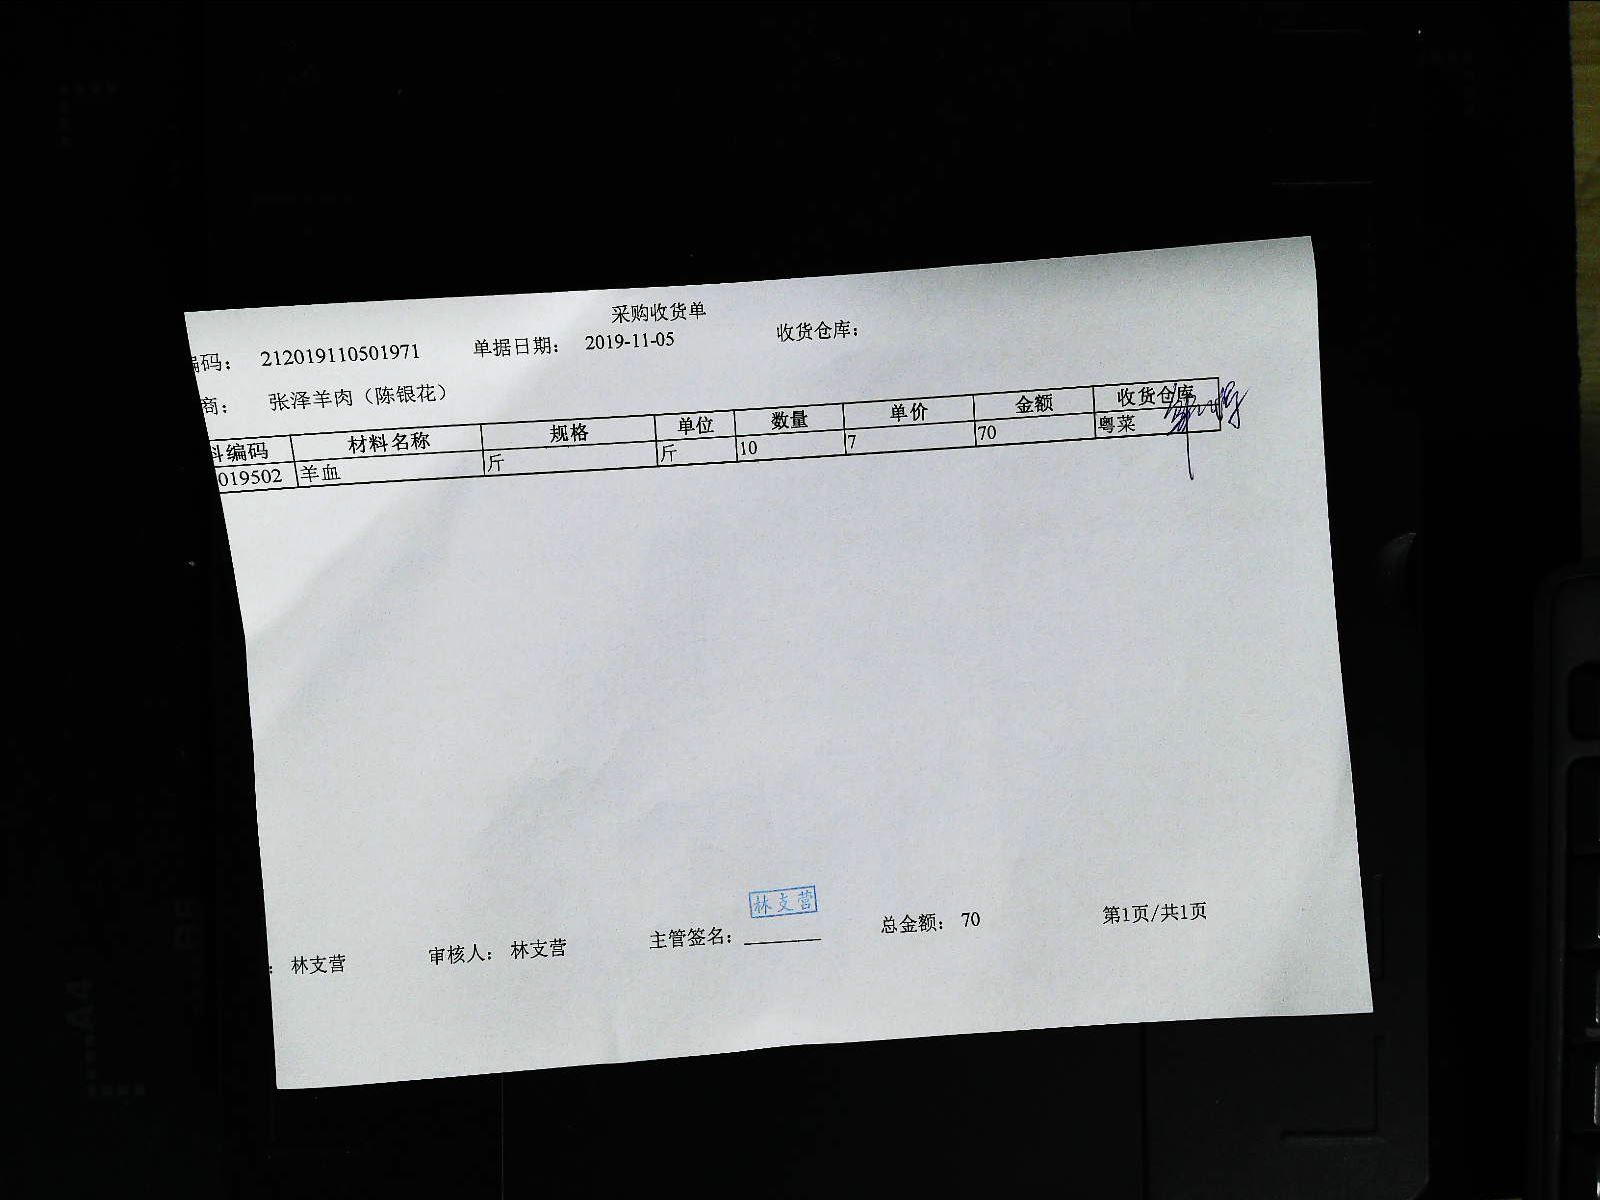 采购收货单
编码： 212019110501971 单据日期： 2019-11-05 收货仓库：
商： 张泽羊肉（陈银花）
料编码 材料名称 规格 单位 数量 单价 金额 收货仓库
019502 羊血 斤 斤 10 7 70 粤菜
林支营
：林支营 审核人： 林支营 主管签名： 总金额： 70 第1页/共1页